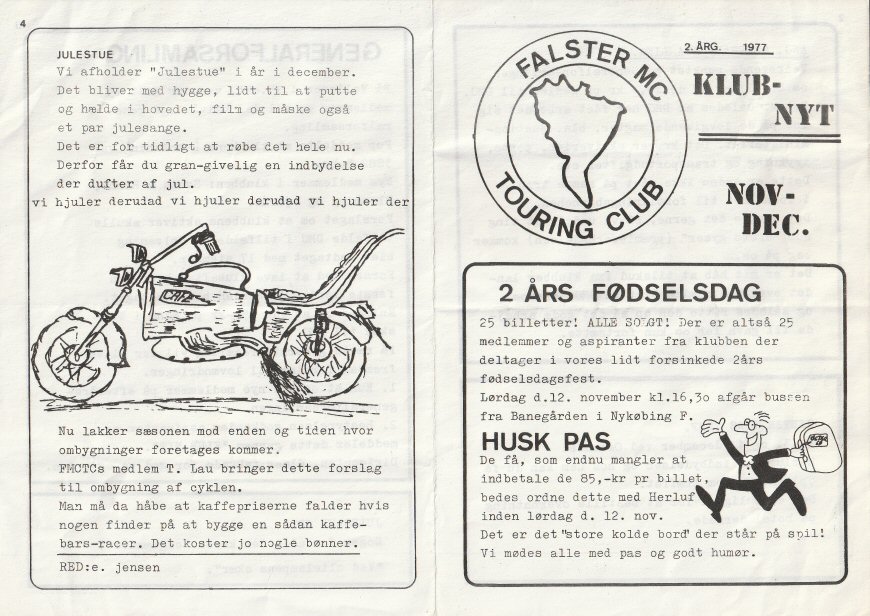 4
JULESTUE
Vi afholder "Julestue" i år i december.
Det bliver med hygge, lidt til at putte
og hælde i hovedet, film og måske også
et par julesange.
Det er for tidligt at røbe det hele nu.
Derfor får du gran-givelig en indbydelse
der dufter af jul.
vi hjuler derudad vi hjuler derudad vi hjuler der
Nu lakker sæsonen mod enden og tiden hvor
ombygninger foretages kommer.
FMCTCs medlem T. Lau bringer dette forslag
til ombygning af cyklen.
Man må da håbe at kaffepriserne falder hvis
nogen finder på at bygge en sådan kaffe-
bars-racer. Det koster jo nogle bønner.
RED:e. jensen
FALSTER MC
TOURING CLUB
2. ÅRG. 1977
KLUB-
NYT
NOV-
DEC.
2 ÅRS FØDSELSDAG
25 billetter! ALLE SOLGT! Der er altså 25
medlemmer og aspiranter fra klubben der
deltager i vores lidt forsinkede 2års
fødselsdagsfest.
Lørdag d.12. november kl.16,3o afgår bussen
fra Banegården i Nykøbing F.
HUSK PAS
De få, som endnu mangler at
indbetale de 85,-kr pr billet,
bedes ordne dette med Herluf
inden lørdag d. 12. nov.
Det er det "store kolde bord" der står på spil!
Vi mødes alle med pas og godt humør.